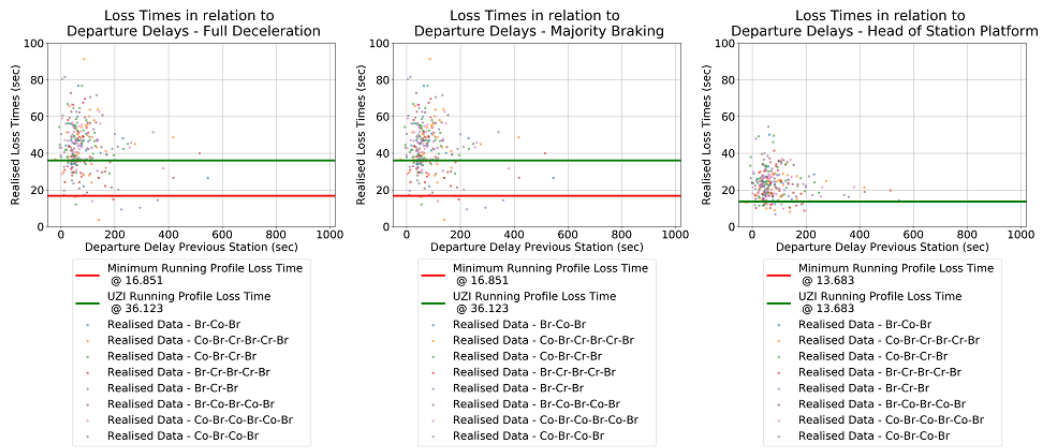 Loss Times in relation to
Departure Delays - Full Deceleration
100
80
60
40
20
0
Realised Loss Times (sec)
0 200 400 600 800 1000
Departure Delay Previous Station (sec)
Minimum Running Profile Loss Time
@ 16.851
UZI Running Profile Loss Time
@ 36.123
Realised Data - Br-Co-Br
Realised Data - Co-Br-Cr-Br-Cr-Br
Realised Data - Co-Br-Cr-Br
Realised Data - Br-Cr-Br-Cr-Br
Realised Data - Br-Cr-Br
Realised Data - Br-Co-Br-Co-Br
Realised Data - Co-Br-Co-Br-Co-Br
Realised Data - Co-Br-Co-Br
Loss Times in relation to
Departure Delays - Majority Braking
100
80
60
40
20
0
Realised Loss Times (sec)
0 200 400 600 800 1000
Departure Delay Previous Station (sec)
Minimum Running Profile Loss Time
@ 16.851
UZI Running Profile Loss Time
@ 36.123
Realised Data - Br-Co-Br
Realised Data - Co-Br-Cr-Br-Cr-Br
Realised Data - Co-Br-Cr-Br
Realised Data - Br-Cr-Br-Cr-Br
Realised Data - Br-Cr-Br
Realised Data - Br-Co-Br-Co-Br
Realised Data - Co-Br-Co-Br-Co-Br
Realised Data - Co-Br-Co-Br
Loss Times in relation to
Departure Delays - Head of Station Platform
100
80
60
40
20
0
Realised Loss Times (sec)
0 200 400 600 800 1000
Departure Delay Previous Station (sec)
Minimum Running Profile Loss Time
@ 13.683
UZI Running Profile Loss Time
@ 13.683
Realised Data - Br-Co-Br
Realised Data - Co-Br-Cr-Br-Cr-Br
Realised Data - Co-Br-Cr-Br
Realised Data - Br-Cr-Br-Cr-Br
Realised Data - Br-Cr-Br
Realised Data - Br-Co-Br-Co-Br
Realised Data - Co-Br-Co-Br-Co-Br
Realised Data - Co-Br-Co-Br